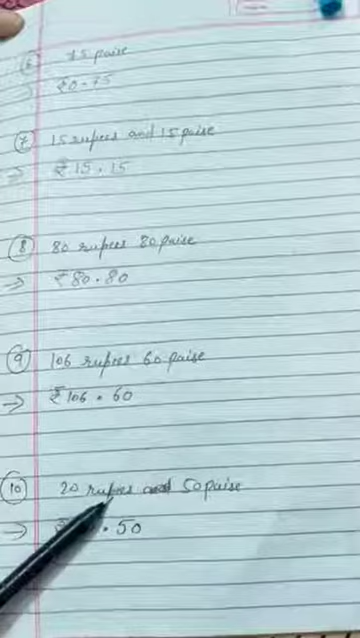 6 75 paise
→ ₹0.75
7 15 rupees and 15 paise
⇒ ₹15.15
8 80 rupees 80 paise
→ ₹80.80
9 106 rupees 60 paise
→ ₹106.60
10 20 rupees and 50 paise
→ .50